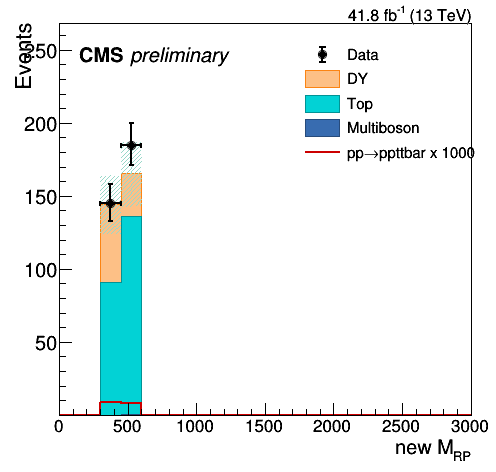 41.8 fb⁻¹ (13 TeV)
Events
CMS preliminary
Data
DY
Top
Multiboson
pp→ppttbar x 1000
250
200
150
100
50
0 500 1000 1500 2000 2500 3000
new M_RP